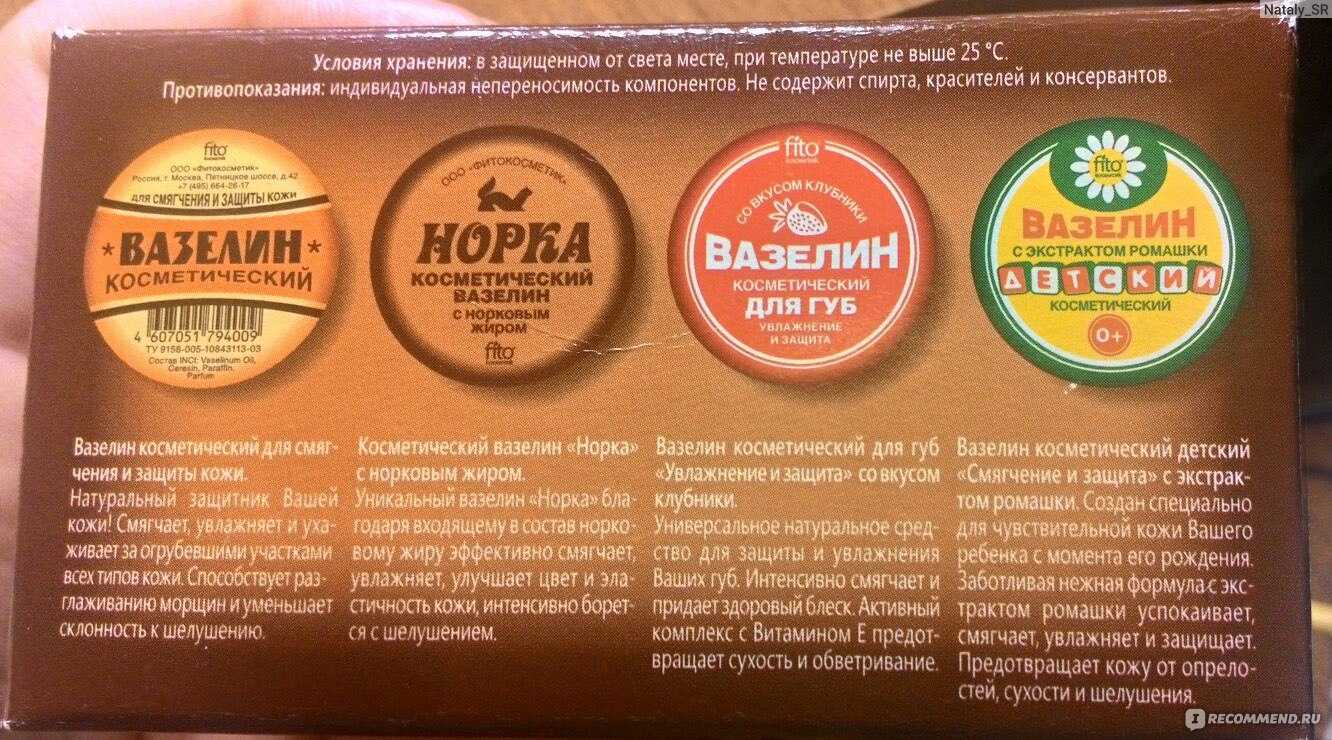 Nataly_SR
Условия хранения: в защищенном от света месте, при температуре не выше 25 °С.
Противопоказания: индивидуальная непереносимость компонентов. Не содержит спирта, красителей и консервантов.
fito
косметик
ООО «Фитокосметик»
Россия, г. Москва, Пятницкое шоссе, д.42
+7 (495) 664-26-17
ДЛЯ СМЯГЧЕНИЯ И ЗАЩИТЫ КОЖИ
*ВАЗЕЛИН*
КОСМЕТИЧЕСКИЙ
4 607051 794009
ТУ 9158-005-10843113-03
Состав INCI: Vaselinum Oil,
Ceresin, Paraffin,
Parfum
ООО «ФИТОКОСМЕТИК»
НОРКА
КОСМЕТИЧЕСКИЙ
ВАЗЕЛИН
С НОРКОВЫМ
ЖИРОМ
fito
косметик
fito
косметик
СО ВКУСОМ КЛУБНИКИ
ВАЗЕЛИН
КОСМЕТИЧЕСКИЙ
ДЛЯ ГУБ
УВЛАЖНЕНИЕ
И ЗАЩИТА
fito
косметик
ВАЗЕЛИН
С ЭКСТРАКТОМ РОМАШКИ
ДЕТСКИЙ
КОСМЕТИЧЕСКИЙ
0+
Вазелин косметический для смяг-
чения и защиты кожи.
Натуральный защитник Вашей
кожи! Смягчает, увлажняет и уха-
живает за огрубевшими участками
всех типов кожи. Способствует раз-
глаживанию морщин и уменьшает
склонность к шелушению.
Косметический вазелин «Норка»
с норковым жиром.
Уникальный вазелин «Норка» бла-
годаря входящему в состав норко-
вому жиру эффективно смягчает,
увлажняет, улучшает цвет и эла-
стичность кожи, интенсивно борет-
ся с шелушением.
Вазелин косметический для губ
«Увлажнение и защита» со вкусом
клубники.
Универсальное натуральное сред-
ство для защиты и увлажнения
Ваших губ. Интенсивно смягчает и
придает здоровый блеск. Активный
комплекс с Витамином Е предот-
вращает сухость и обветривание.
Вазелин косметический детский
«Смягчение и защита» с экстрак-
том ромашки. Создан специально
для чувствительной кожи Вашего
ребенка с момента его рождения.
Заботливая нежная формула с экс-
трактом ромашки успокаивает,
смягчает, увлажняет и защищает.
Предотвращает кожу от опрело-
стей, сухости и шелушения.
IRECOMMEND.RU